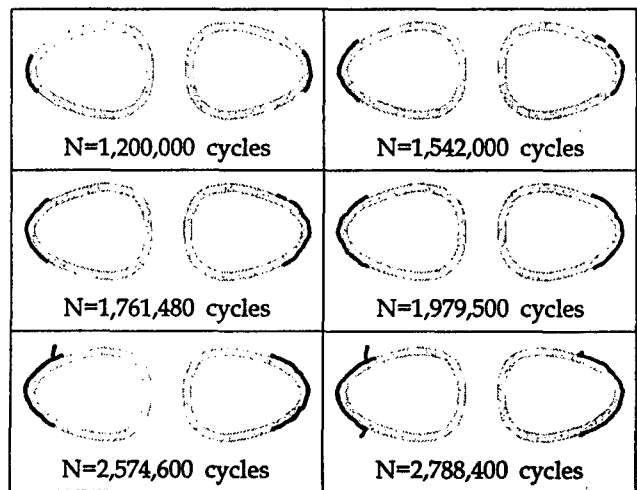 N=1,200,000 cycles
N=1,542,000 cycles
N=1,761,480 cycles
N=1,979,500 cycles
N=2,574,600 cycles
N=2,788,400 cycles